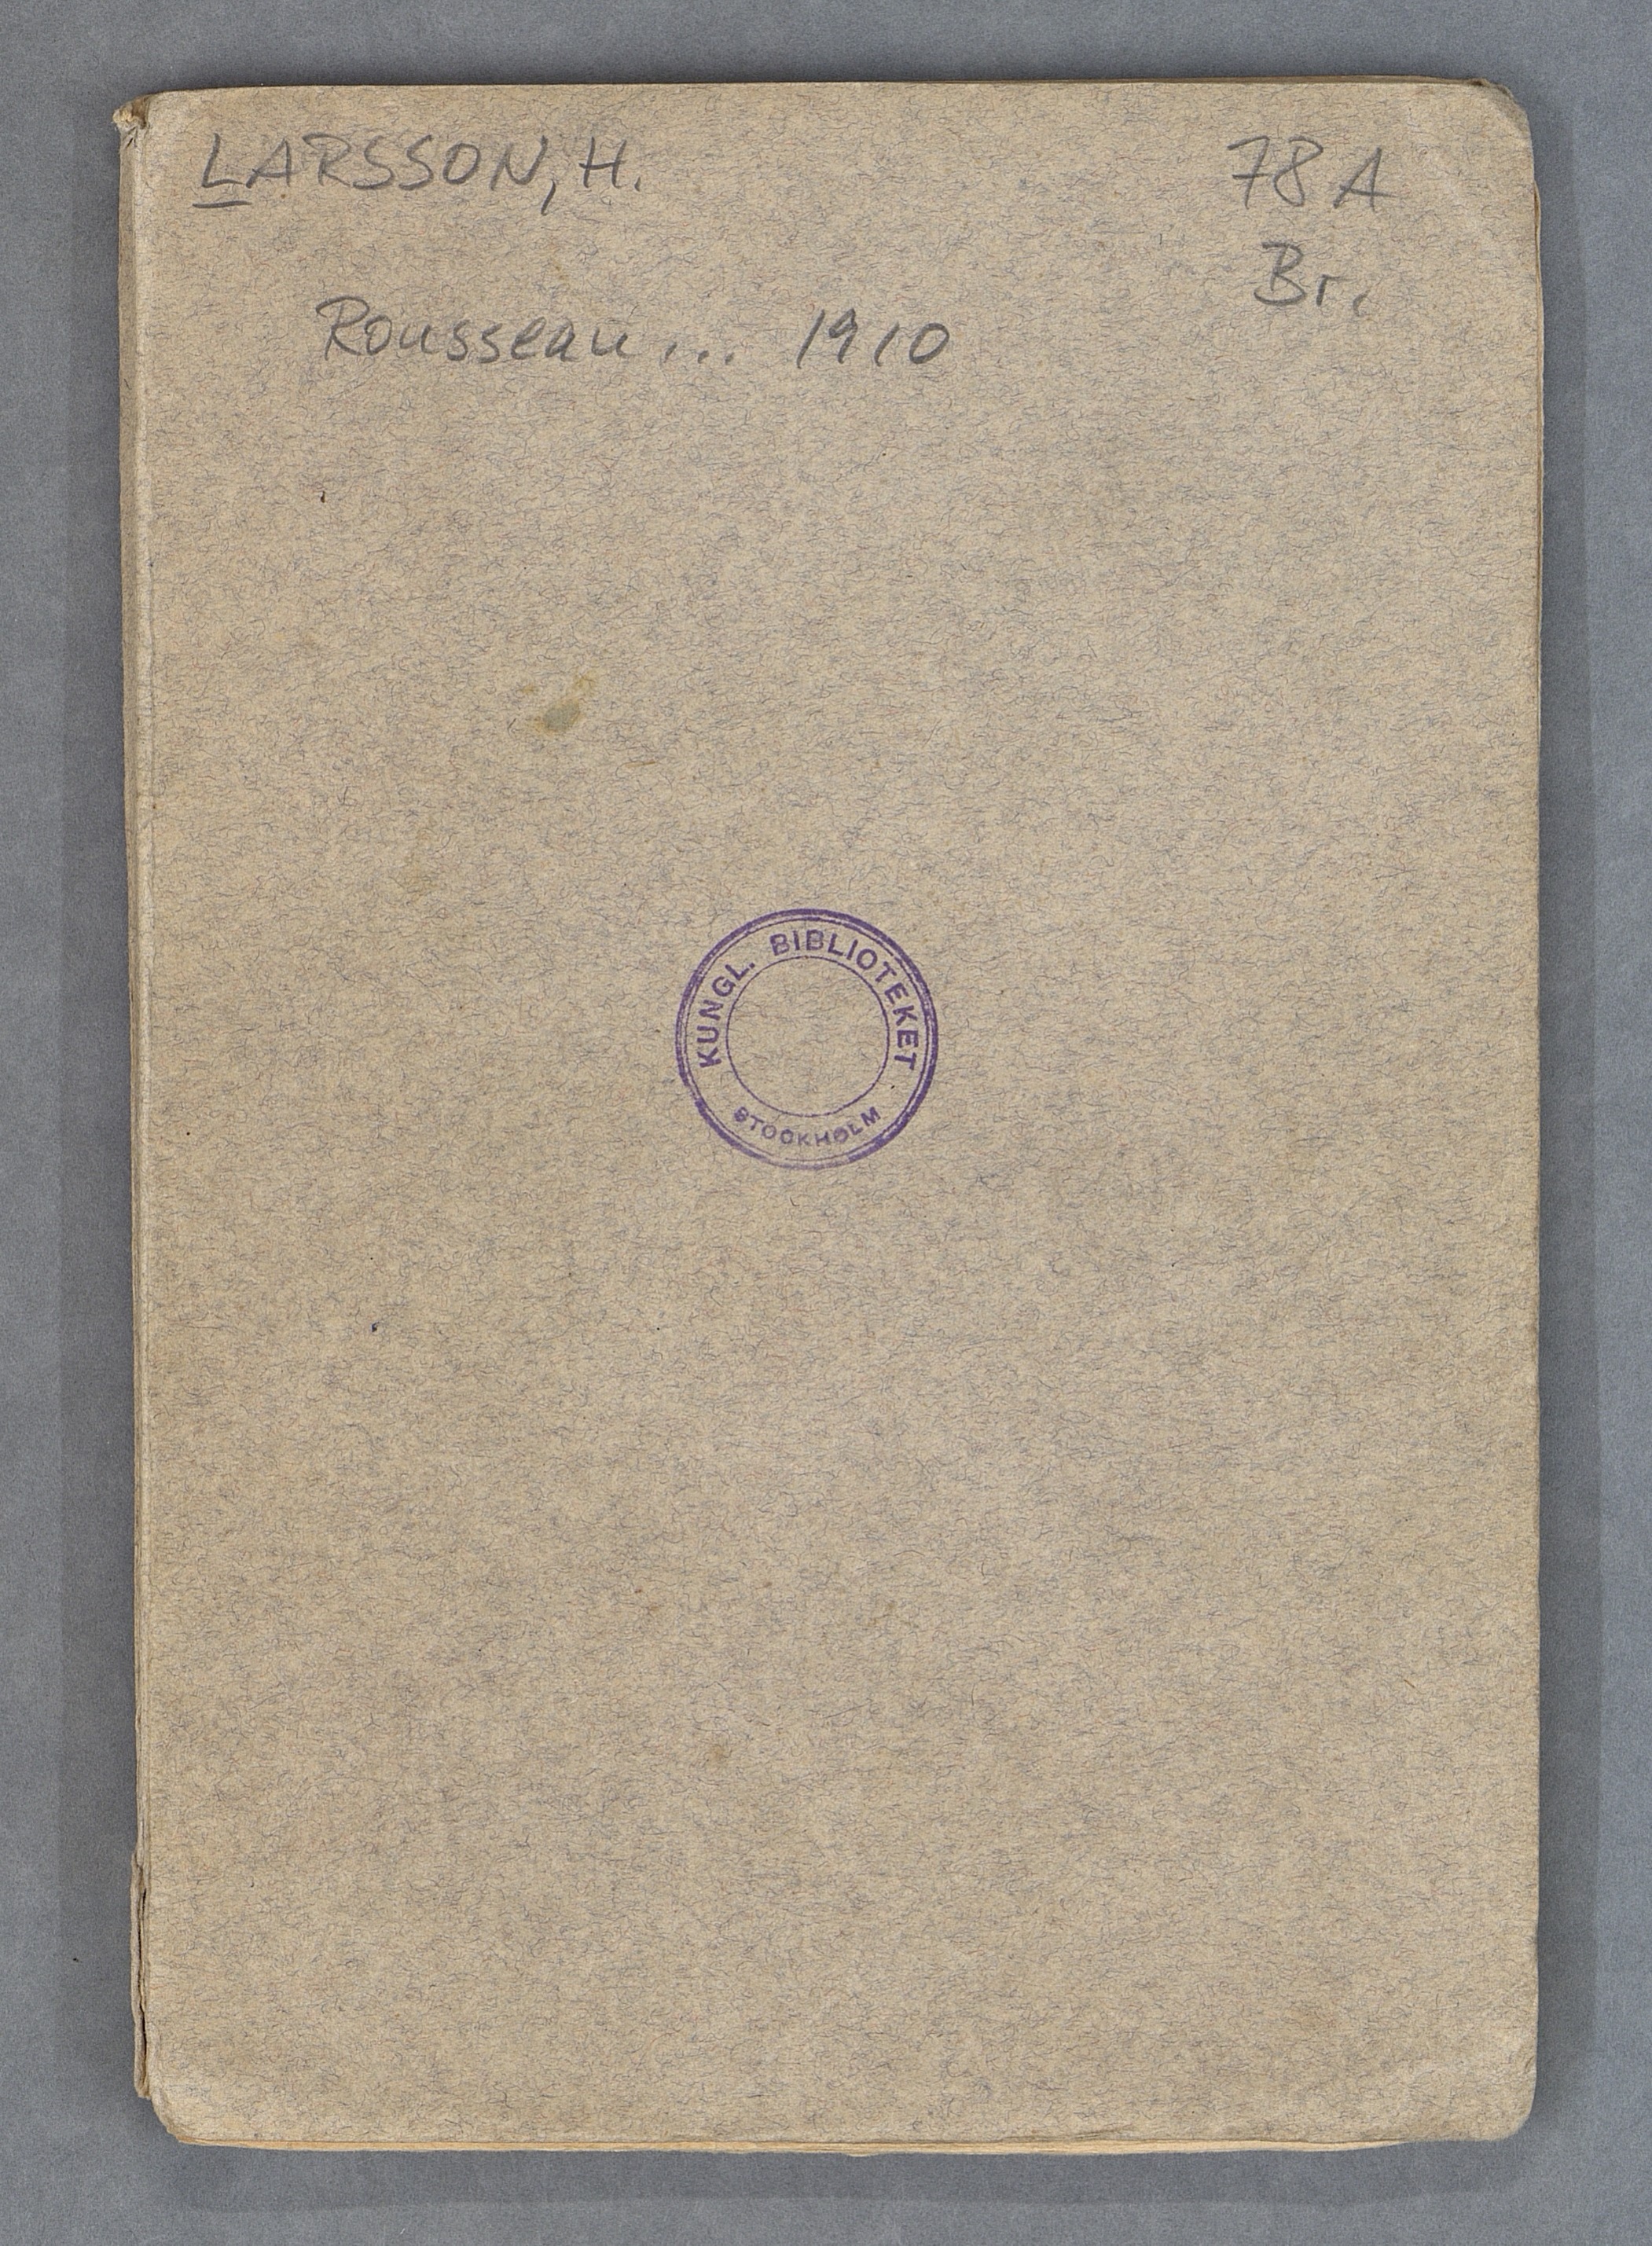 LARSSON, H.
78 A
Br.
Rousseau... 1910
KUNGL. BIBLIOTEKET
STOCKHOLM